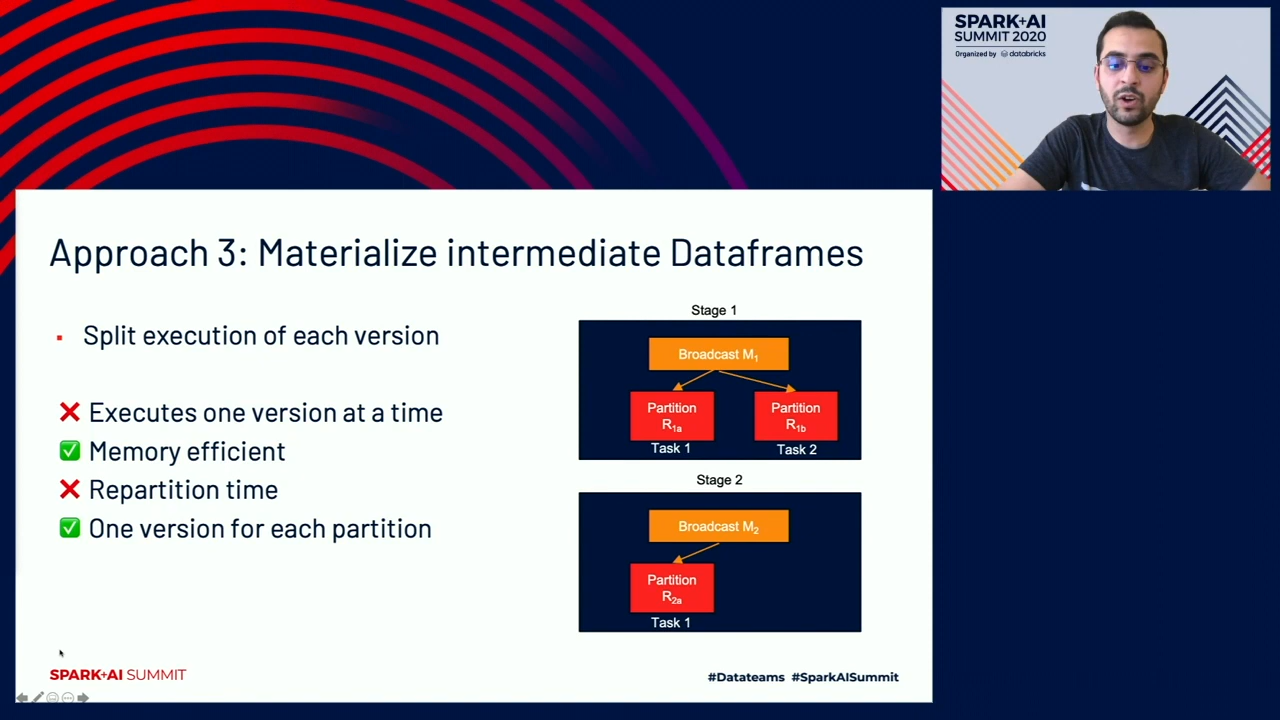 SPARK+AI
SUMMIT 2020
Organized by databricks
Approach 3: Materialize intermediate Dataframes
Split execution of each version
Executes one version at a time
Memory efficient
Repartition time
One version for each partition
Stage 1
Broadcast M1
Partition
R1a
Partition
R1b
Task 1
Task 2
Stage 2
Broadcast M2
Partition
R2a
Task 1
SPARK+AI SUMMIT
#Datateams #SparkAISummit